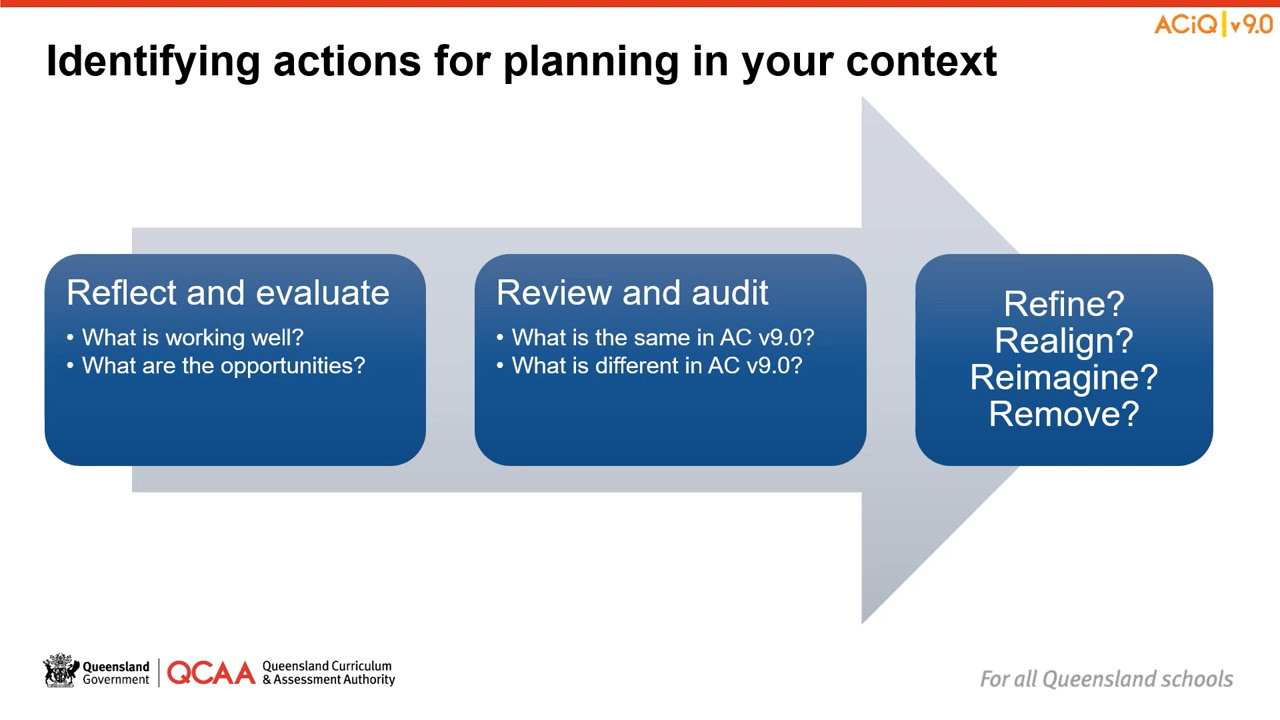 ACiQ v9.0
Identifying actions for planning in your context
Reflect and evaluate
• What is working well?
• What are the opportunities?
Review and audit
• What is the same in AC v9.0?
• What is different in AC v9.0?
Refine?
Realign?
Reimagine?
Remove?
Queensland
Government
QCAA
Queensland Curriculum
& Assessment Authority
For all Queensland schools